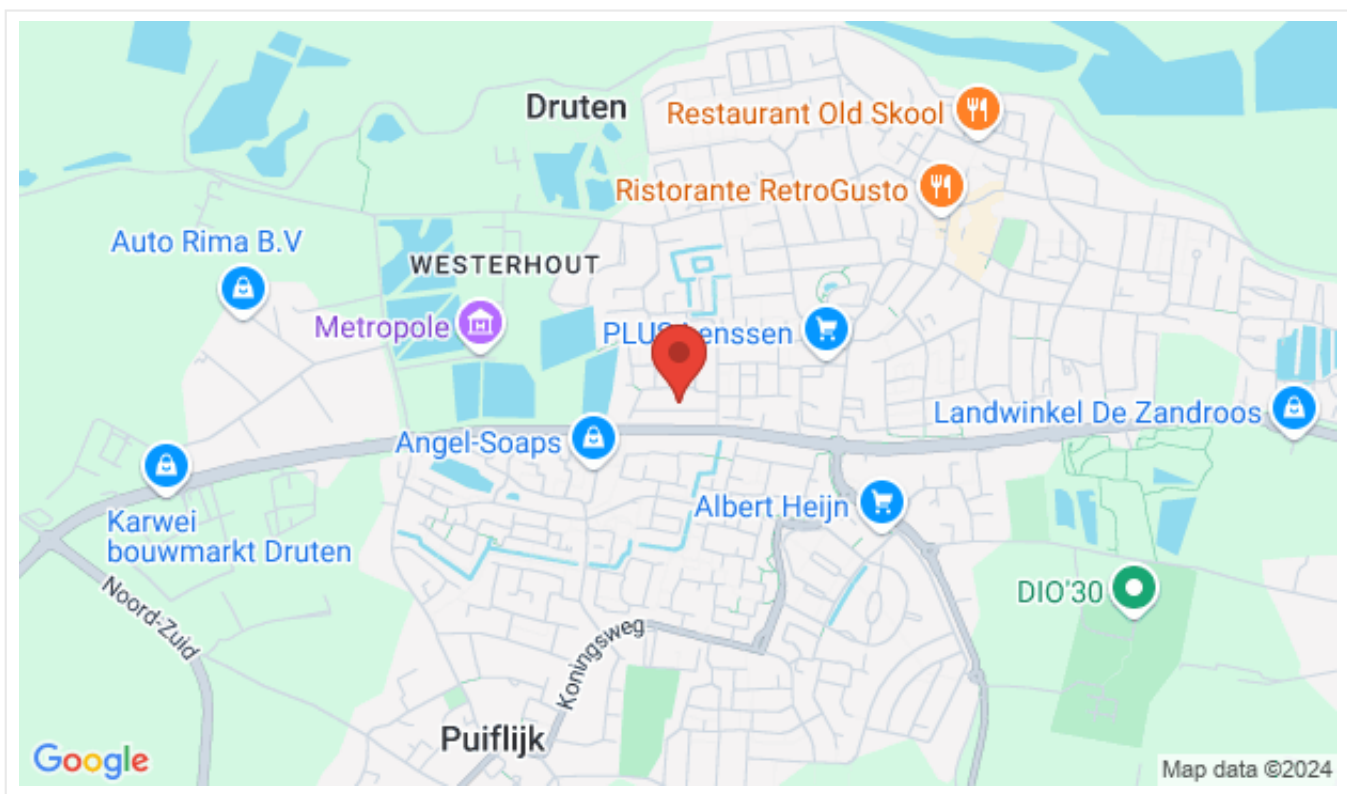 Druten
Restaurant Old Skool
Ristorante RetroGusto
Auto Rima B.V
WESTERHOUT
Metropole
PLUS enssen
Landwinkel De Zandroos
Angel-Soaps
Albert Heijn
Karwei
bouwmarkt Druten
DIO'30
Noord-Zuid
Koningsweg
Puiflijk
Google
Map data ©2024